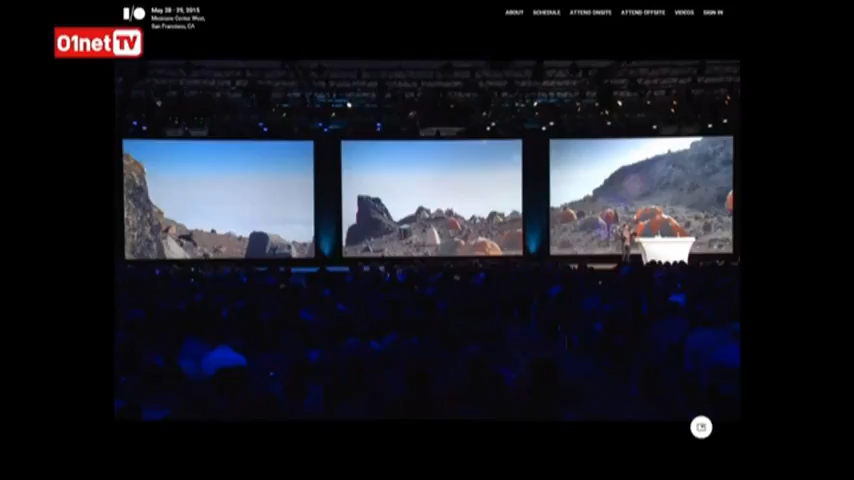 I/O
May 28 - 29, 2015
Moscone Center West,
San Francisco, CA
ABOUT SCHEDULE ATTEND ONSITE ATTEND OFFSITE VIDEOS SIGN IN
01net TV